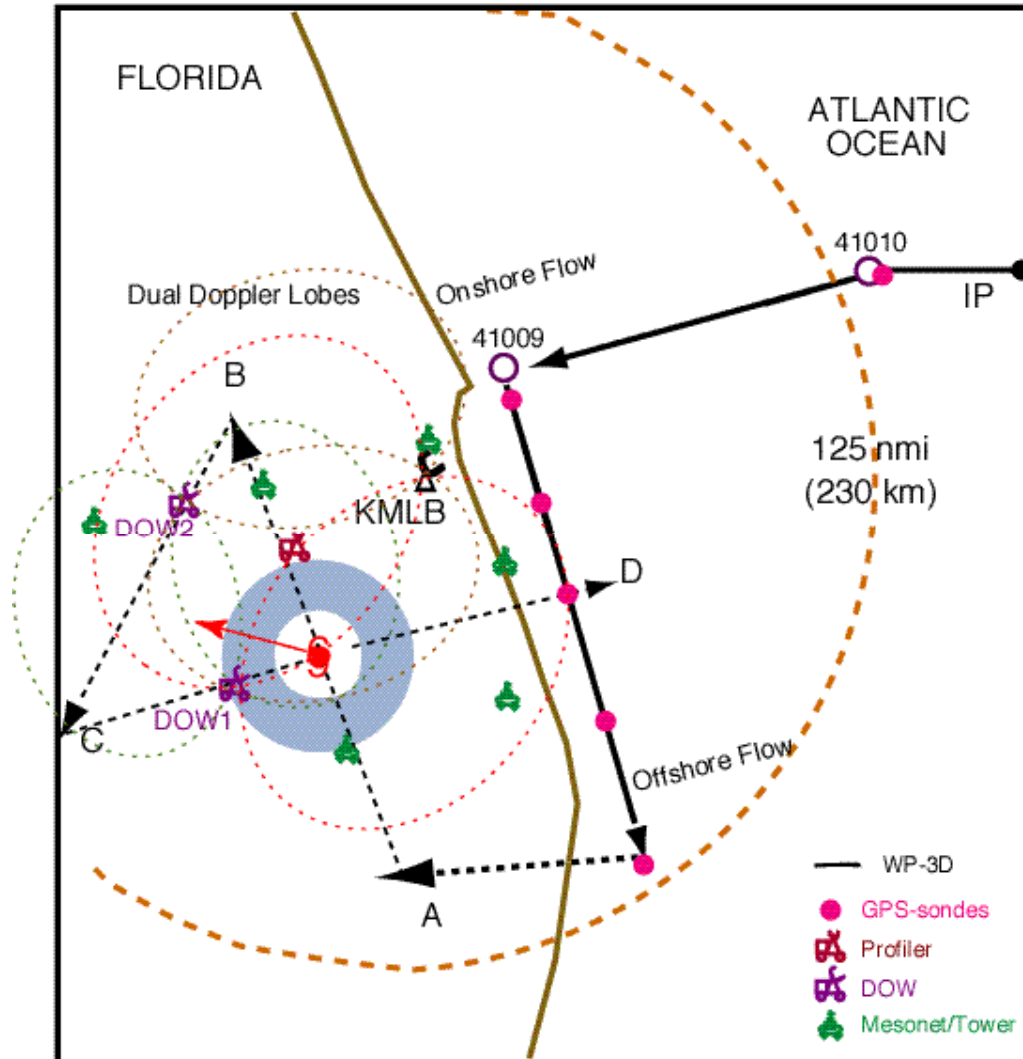 FLORIDA
ATLANTIC
OCEAN
41010
IP
Onshore Flow
Dual Doppler Lobes
41009
B
125 nmi
(230 km)
KMLB
DOW2
D
DOW1
C
Offshore Flow
A
WP-3D
GPS-sondes
Profiler
DOW
Mesonet/Tower